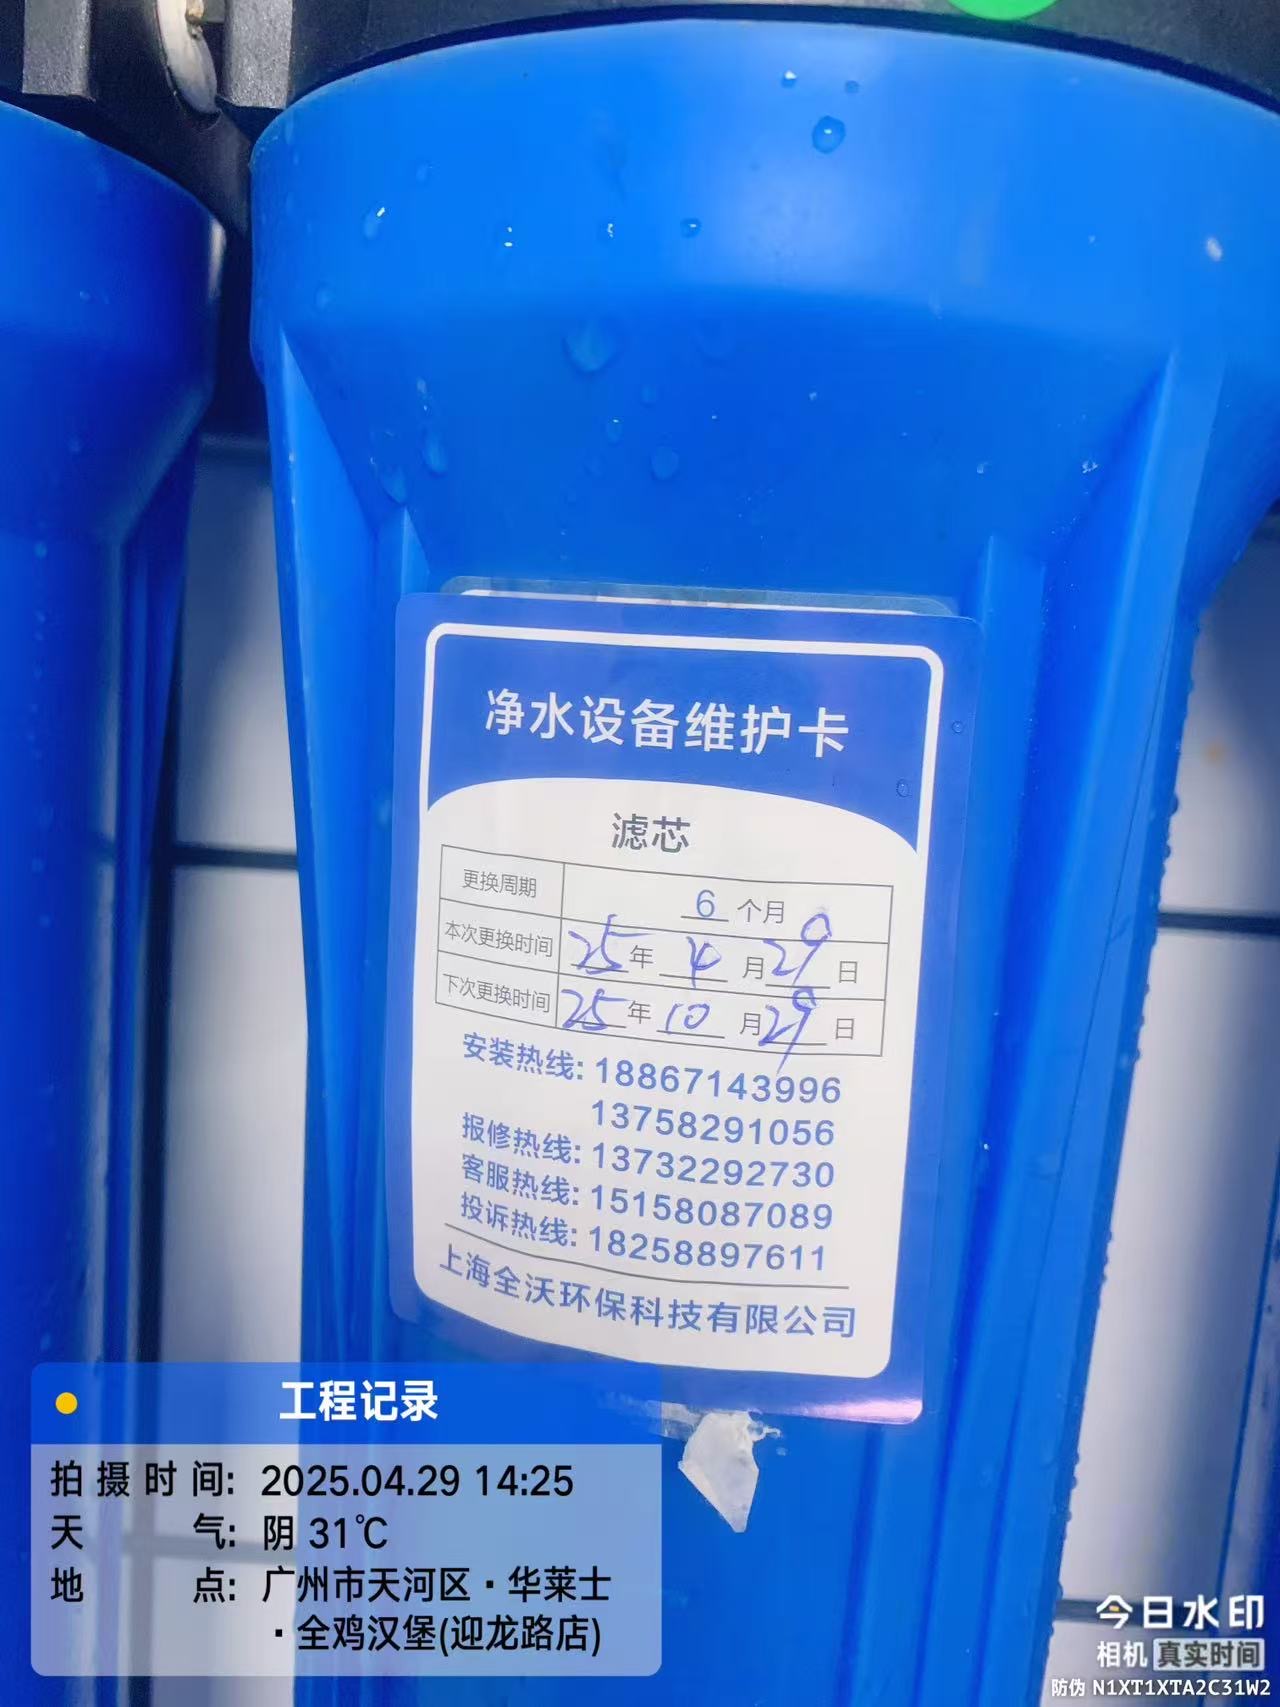 净水设备维护卡
滤芯
更换周期 6 个月
本次更换时间 25 年 4 月 29 日
下次更换时间 25 年 10 月 29 日
安装热线: 18867143996
13758291056
报修热线: 13732292730
客服热线: 15158087089
投诉热线: 18258897611
上海全沃环保科技有限公司
工程记录
拍摄时间: 2025.04.29 14:25
天气: 阴 31℃
地点: 广州市天河区·华莱士
·全鸡汉堡(迎龙路店)
今日水印
相机 真实时间
防伪 N1XT1XTA2C31W2